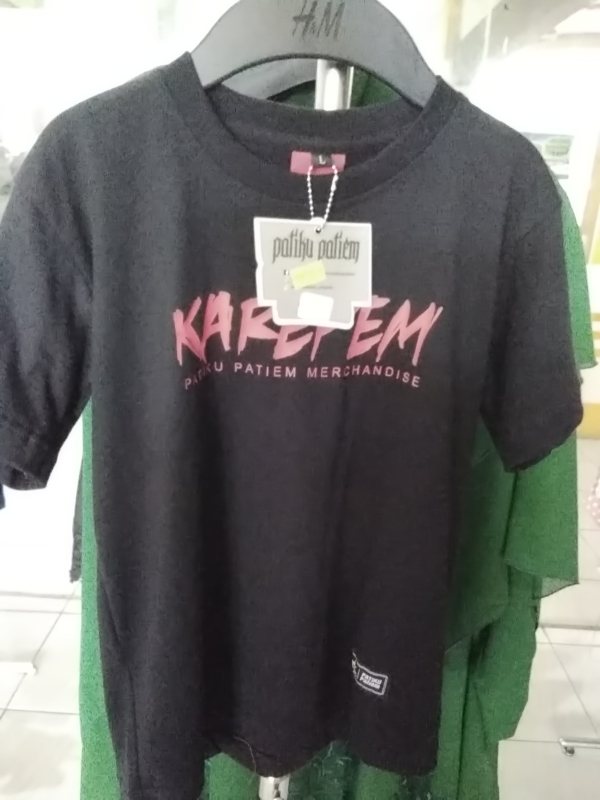 H&M
L
patiku patiem
KAREPEM
PATIKU PATIEM MERCHANDISE